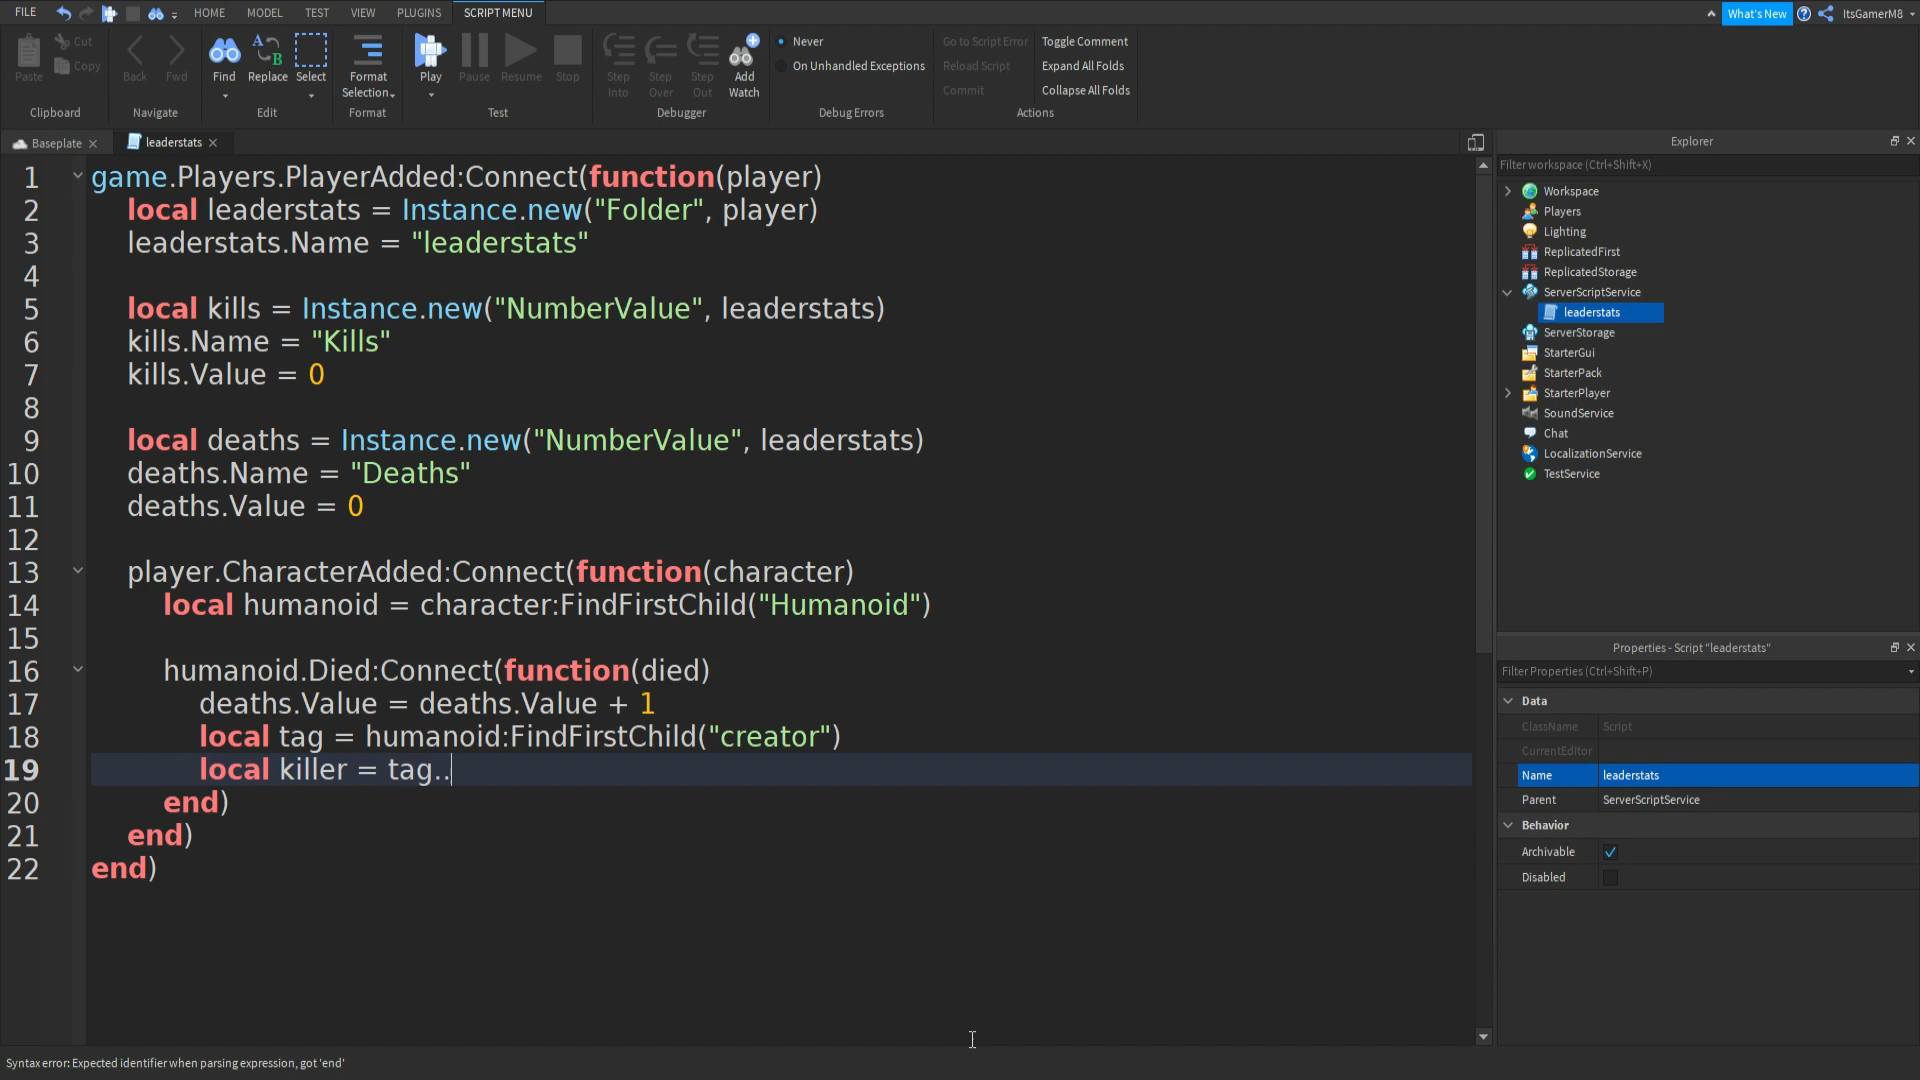 FILE HOME MODEL TEST VIEW PLUGINS SCRIPT MENU What's New ItsGamerM8
Paste Cut Copy
Clipboard
Back Fwd
Navigate
Find Replace Select
Edit
Format Selection
Format
Play Pause Resume Stop
Test
Step Into Step Over Step Out Add Watch
Debugger
Never
On Unhandled Exceptions
Debug Errors
Go to Script Error Toggle Comment
Reload Script Expand All Folds
Commit Collapse All Folds
Actions
Baseplate leaderstats
1 game.Players.PlayerAdded:Connect(function(player)
2 local leaderstats = Instance.new("Folder", player)
3 leaderstats.Name = "leaderstats"
4
5 local kills = Instance.new("NumberValue", leaderstats)
6 kills.Name = "Kills"
7 kills.Value = 0
8
9 local deaths = Instance.new("NumberValue", leaderstats)
10 deaths.Name = "Deaths"
11 deaths.Value = 0
12
13 player.CharacterAdded:Connect(function(character)
14 local humanoid = character:FindFirstChild("Humanoid")
15
16 humanoid.Died:Connect(function(died)
17 deaths.Value = deaths.Value + 1
18 local tag = humanoid:FindFirstChild("creator")
19 local killer = tag..
20 end)
21 end)
22 end)
Explorer
Filter workspace (Ctrl+Shift+X)
Workspace
Players
Lighting
ReplicatedFirst
ReplicatedStorage
ServerScriptService
leaderstats
ServerStorage
StarterGui
StarterPack
StarterPlayer
SoundService
Chat
LocalizationService
TestService
Properties - Script "leaderstats"
Filter Properties (Ctrl+Shift+P)
Data
ClassName Script
CurrentEditor
Name leaderstats
Parent ServerScriptService
Behavior
Archivable
Disabled
Syntax error: Expected identifier when parsing expression, got 'end'